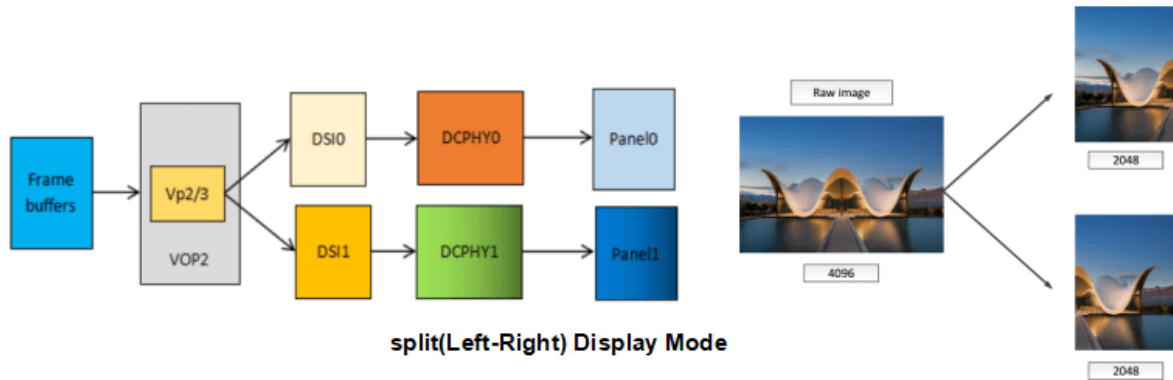 Frame
buffers
Vp2/3
VOP2
DSI0
DCPHY0
Panel0
DSI1
DCPHY1
Panel1
split(Left-Right) Display Mode
Raw image
4096
2048
2048